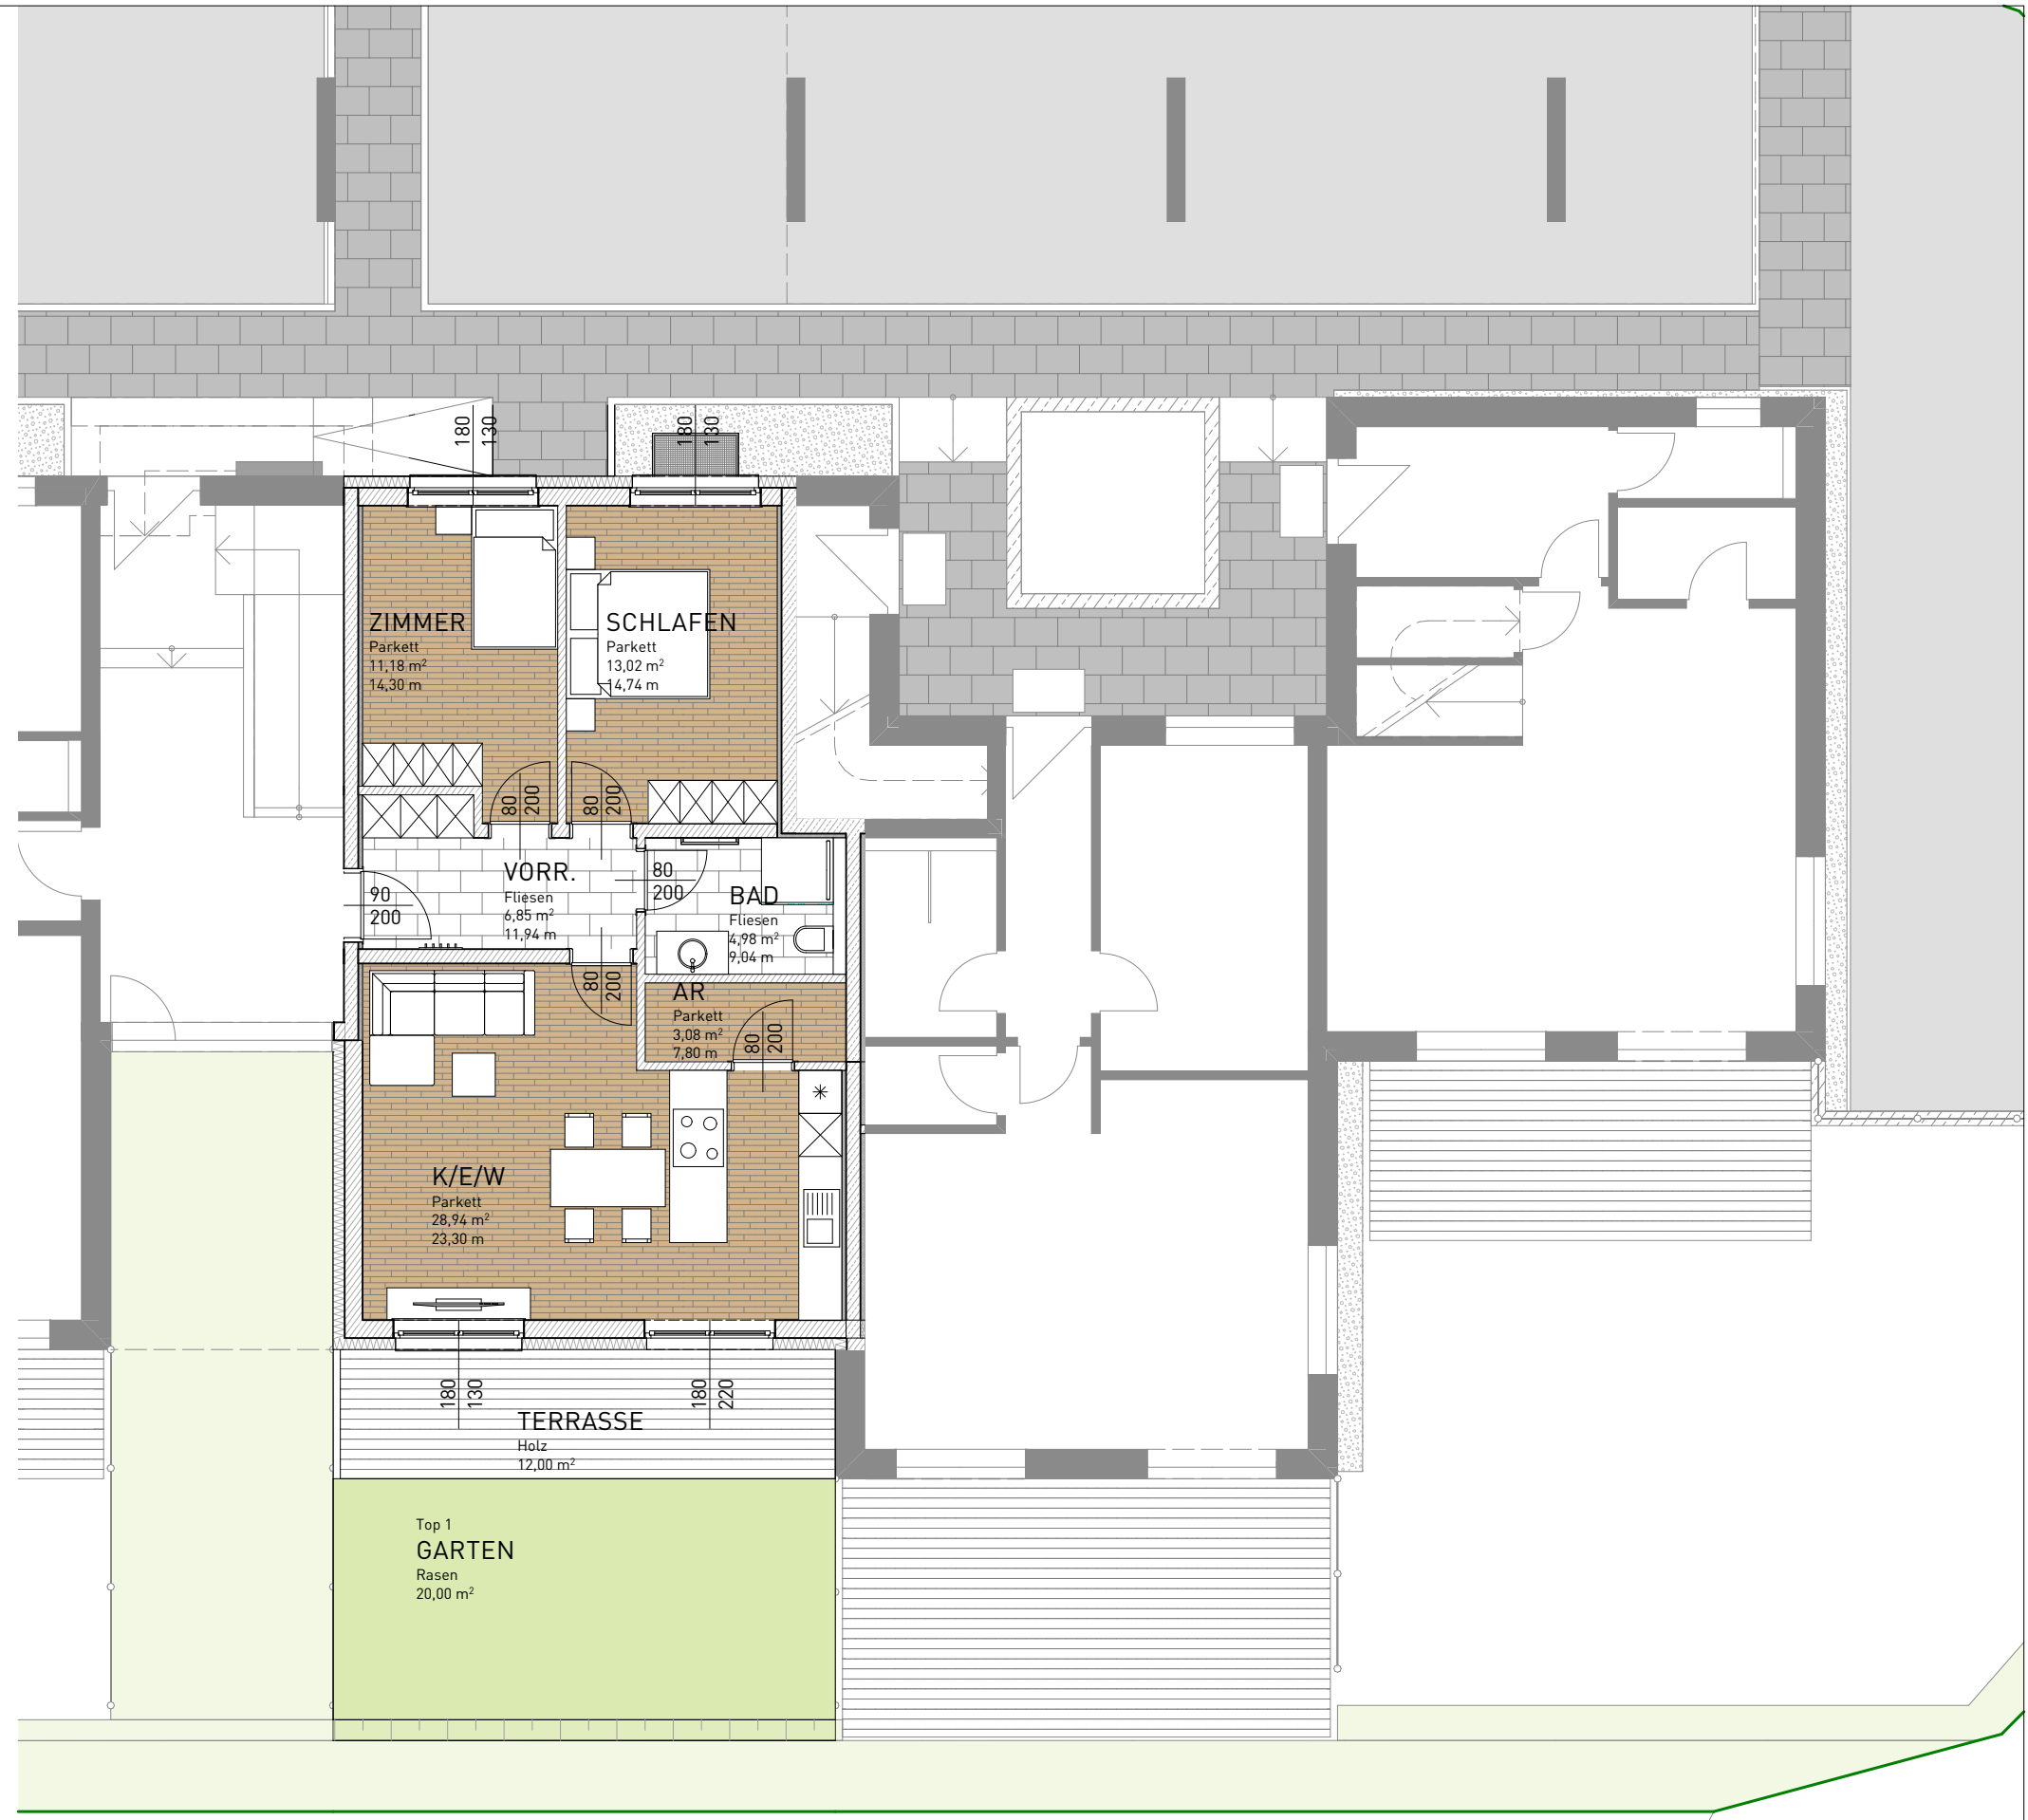 180
130
180
130
ZIMMER
Parkett
11,18 m²
14,30 m
SCHLAFEN
Parkett
13,02 m²
14,74 m
80
200
80
200
90
200
VORR.
Fliesen
6,85 m²
11,94 m
80
200
BAD
Fliesen
4,98 m²
9,04 m
80
200
AR
Parkett
3,08 m²
7,80 m
80
200
K/E/W
Parkett
28,94 m²
23,30 m
180
130
180
220
TERRASSE
Holz
12,00 m²
Top 1
GARTEN
Rasen
20,00 m²